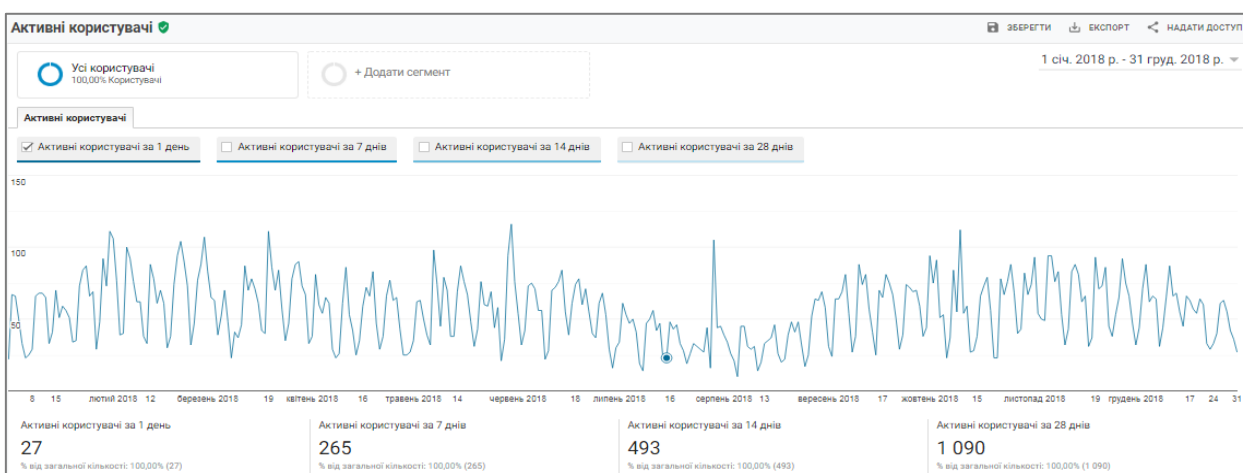 Активні користувачі
ЗБЕРЕГТИ ЕКСПОРТ НАДАТИ ДОСТУП
Усі користувачі
100,00% Користувачі
+ Додати сегмент
1 січ. 2018 р. - 31 груд. 2018 р.
Активні користувачі
Активні користувачі за 1 день Активні користувачі за 7 днів Активні користувачі за 14 днів Активні користувачі за 28 днів
150
100
50
8 15 лютий 2018 12 березень 2018 19 квітень 2018 16 травень 2018 14 червень 2018 18 липень 2018 16 серпень 2018 13 вересень 2018 17 жовтень 2018 15 листопад 2018 19 грудень 2018 17 24 31
Активні користувачі за 1 день Активні користувачі за 7 днів Активні користувачі за 14 днів Активні користувачі за 28 днів
27 265 493 1 090
% від загальної кількості: 100,00% (27) % від загальної кількості: 100,00% (265) % від загальної кількості: 100,00% (493) % від загальної кількості: 100,00% (1 090)